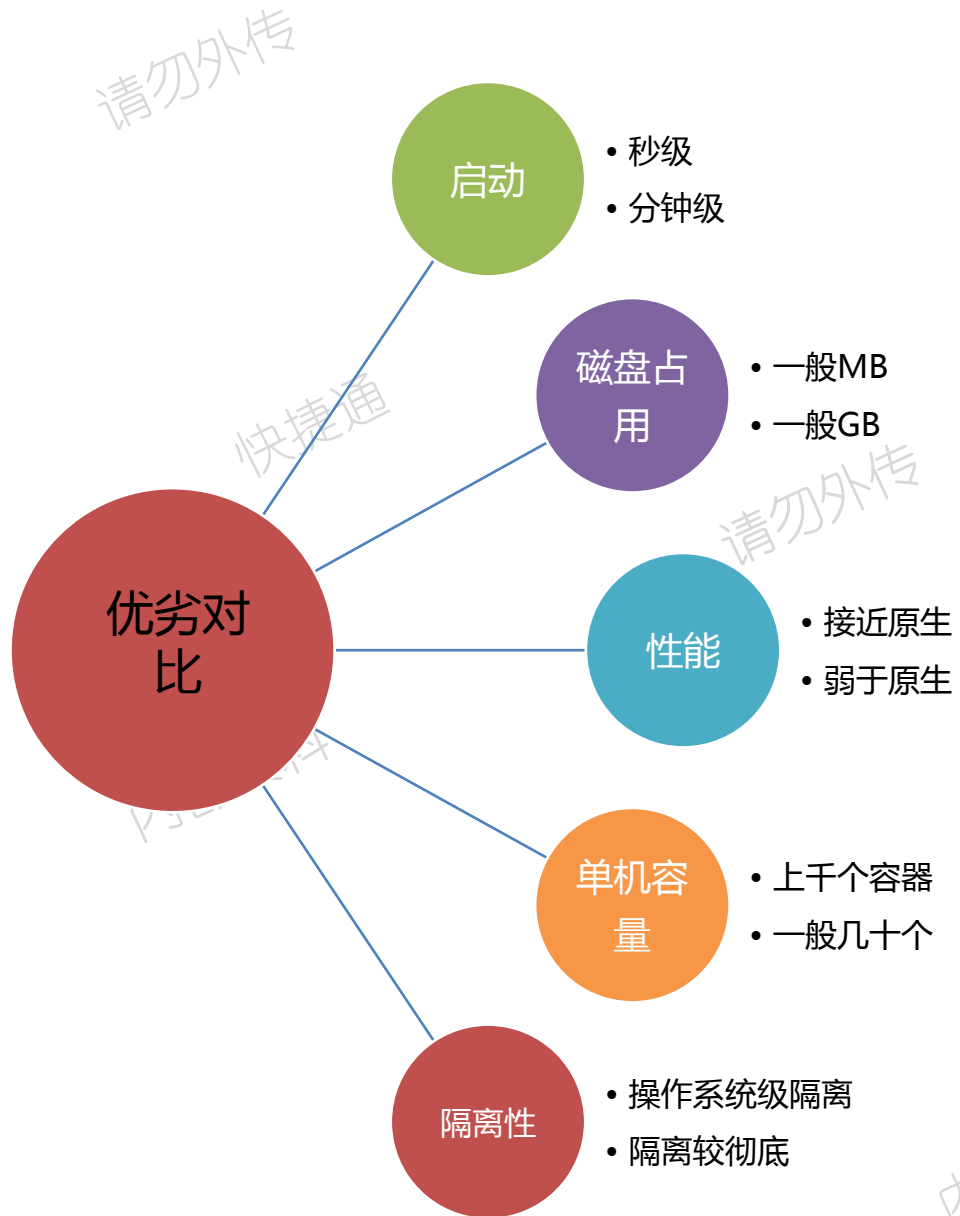 请勿外传
启动
• 秒级
• 分钟级
磁盘占
用
• 一般MB
• 一般GB
快捷通
请勿外传
优劣对
比
性能
• 接近原生
• 弱于原生
单机容
量
• 上千个容器
• 一般几十个
隔离性
• 操作系统级隔离
• 隔离较彻底